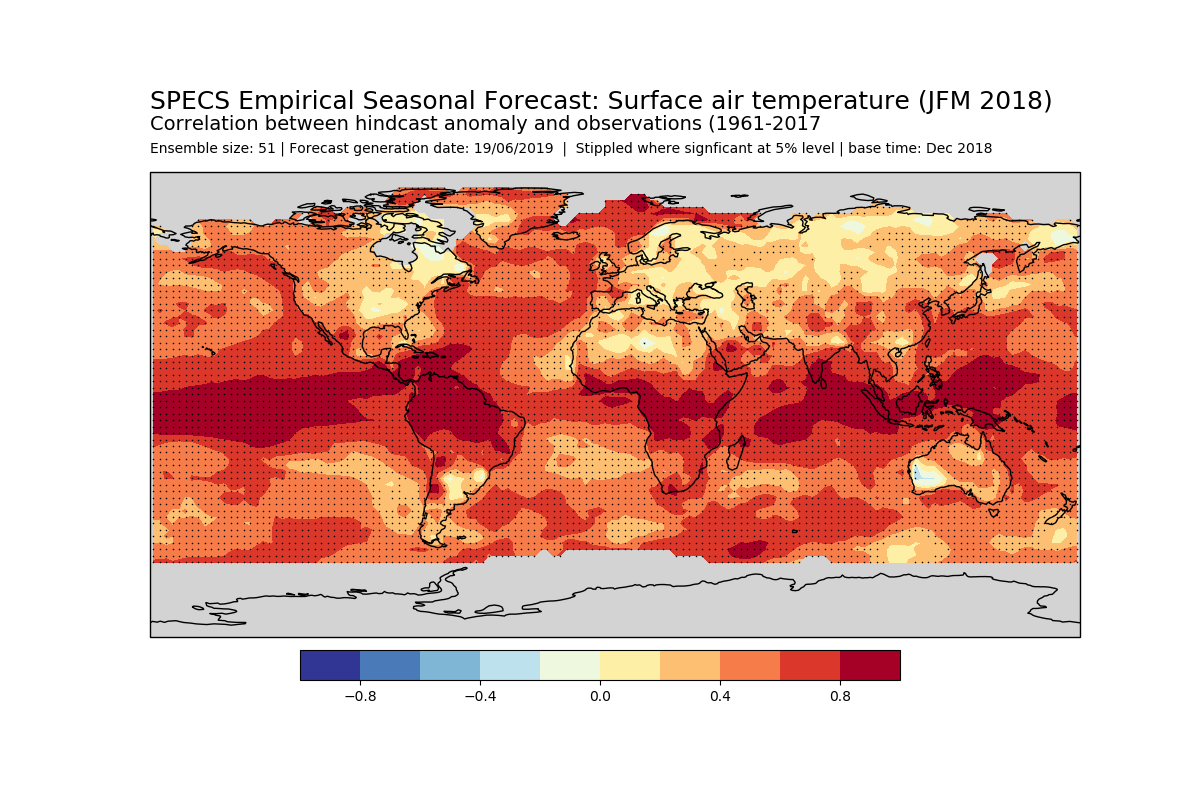 SPECS Empirical Seasonal Forecast: Surface air temperature (JFM 2018)
Correlation between hindcast anomaly and observations (1961-2017
Ensemble size: 51 | Forecast generation date: 19/06/2019  |  Stippled where signficant at 5% level | base time: Dec 2018
−0.8 −0.4 0.0 0.4 0.8